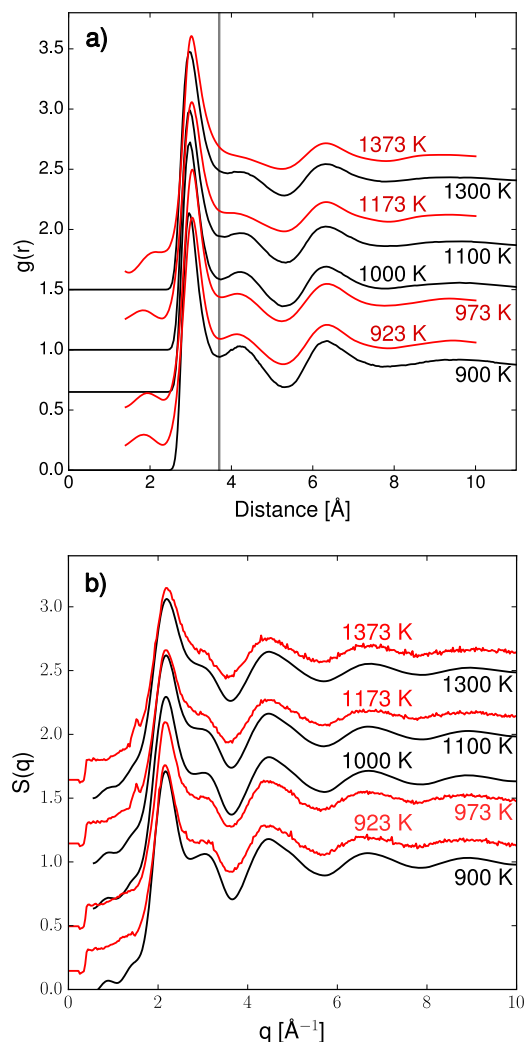 a)
3.5
3.0
2.5
2.0
1.5
1.0
0.5
0.0
g(r)
1373 K
1300 K
1173 K
1100 K
1000 K
973 K
923 K
900 K
0 2 4 6 8 10
Distance [Å]
b)
3.0
2.5
2.0
1.5
1.0
0.5
0.0
S(q)
1373 K
1300 K
1173 K
1100 K
1000 K
973 K
923 K
900 K
0 2 4 6 8 10
q [Å⁻¹]